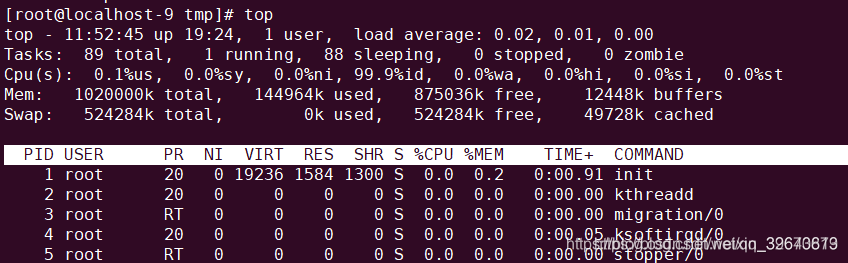 [root@localhost-9 tmp]# top
top - 11:52:45 up 19:24,  1 user,  load average: 0.02, 0.01, 0.00
Tasks:  89 total,   1 running,  88 sleeping,   0 stopped,   0 zombie
Cpu(s):  0.1%us,  0.0%sy,  0.0%ni, 99.9%id,  0.0%wa,  0.0%hi,  0.0%si,  0.0%st
Mem:   1020000k total,   144964k used,   875036k free,    12448k buffers
Swap:   524284k total,        0k used,   524284k free,    49728k cached
PID USER      PR  NI  VIRT  RES  SHR S %CPU %MEM    TIME+  COMMAND
1 root      20   0 19236 1584 1300 S  0.0  0.2   0:00.91 init
2 root      20   0     0    0    0 S  0.0  0.0   0:00.00 kthreadd
3 root      RT   0     0    0    0 S  0.0  0.0   0:00.00 migration/0
4 root      20   0     0    0    0 S  0.0  0.0   0:00.05 ksoftirqd/0
5 root      RT   0     0    0    0 S  0.0  0.0   0:00.00 stopper/0